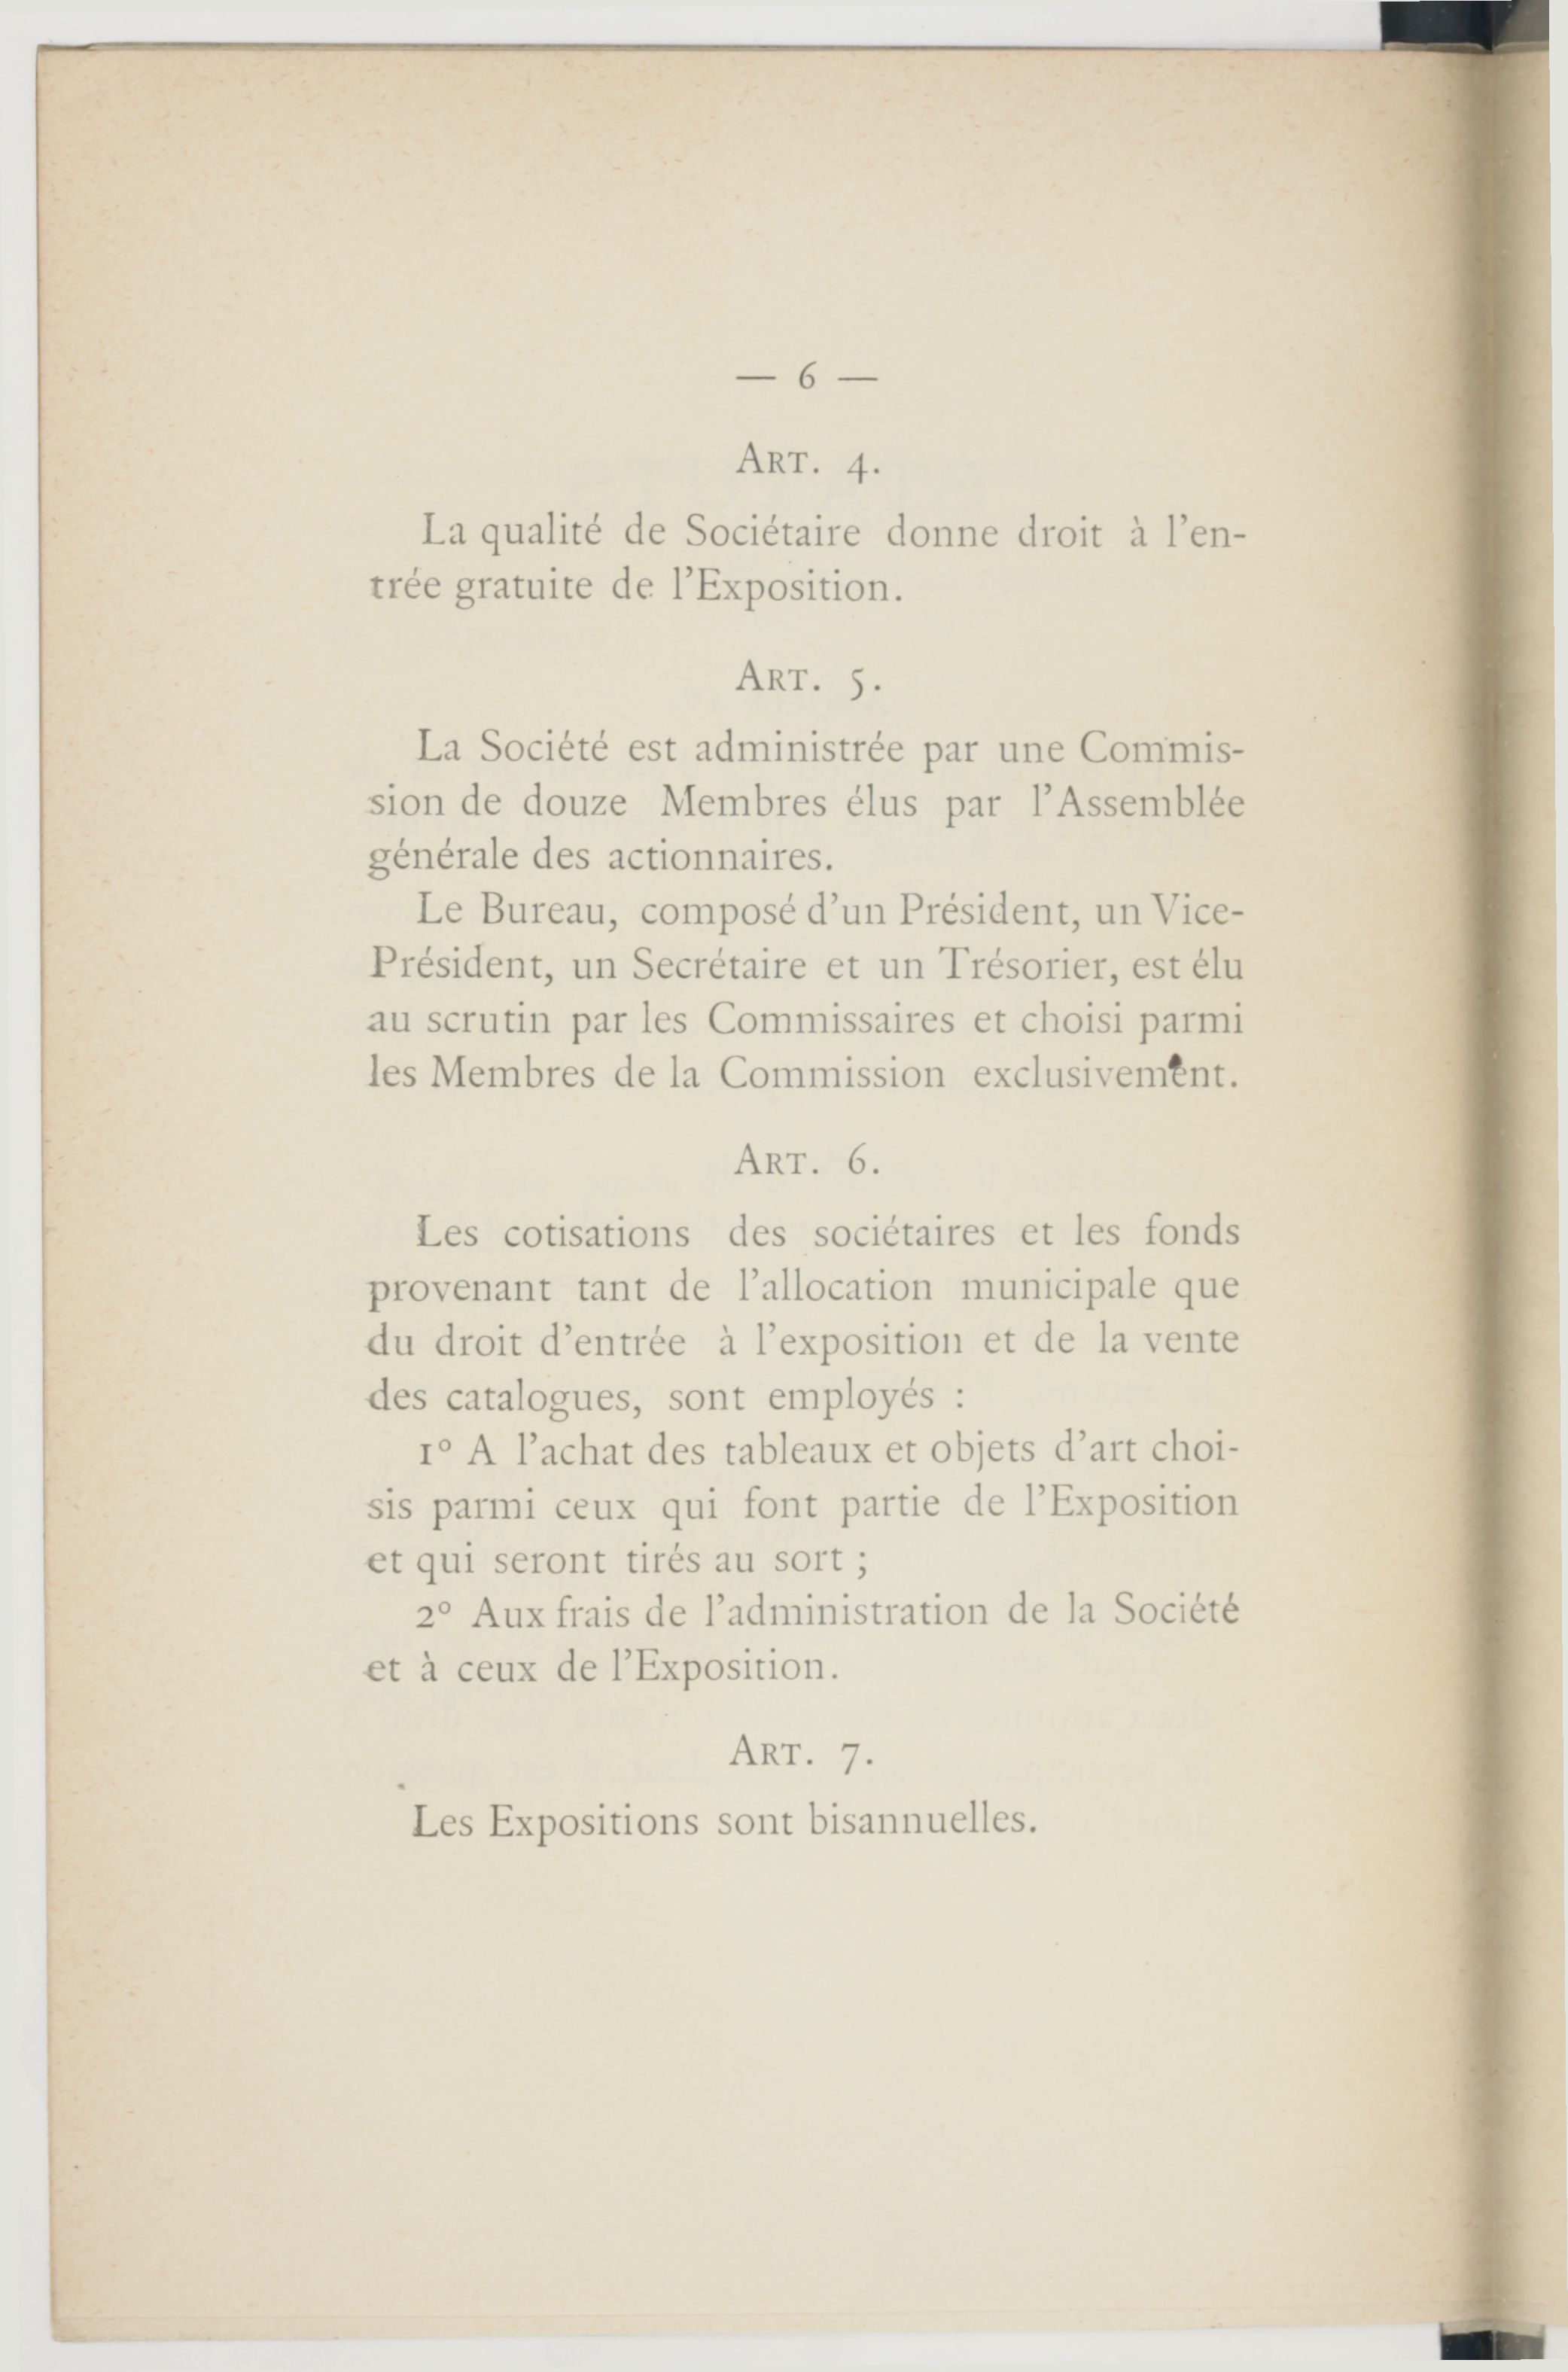 — 6 —
ART. 4.
La qualité de Sociétaire donne droit à l'en-
trée gratuite de l'Exposition.
ART. 5.
La Société est administrée par une Commis-
sion de douze Membres élus par l'Assemblée
générale des actionnaires.
Le Bureau, composé d'un Président, un Vice-
Président, un Secrétaire et un Trésorier, est élu
au scrutin par les Commissaires et choisi parmi
les Membres de la Commission exclusivement.
ART. 6.
Les cotisations des sociétaires et les fonds
provenant tant de l'allocation municipale que
du droit d'entrée à l'exposition et de la vente
des catalogues, sont employés :
1° A l'achat des tableaux et objets d'art choi-
sis parmi ceux qui font partie de l'Exposition
et qui seront tirés au sort ;
2° Aux frais de l'administration de la Société
et à ceux de l'Exposition.
ART. 7.
Les Expositions sont bisannuelles.